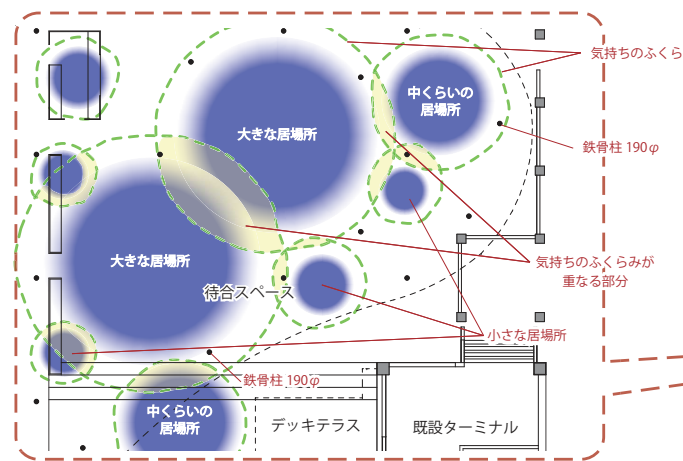 気持ちのふくら
中くらいの
居場所
大きな居場所
鉄骨柱 190φ
大きな居場所
気持ちのふくらみが
重なる部分
待合スペース
小さな居場所
鉄骨柱 190φ
中くらいの
居場所
デッキテラス
既設ターミナル